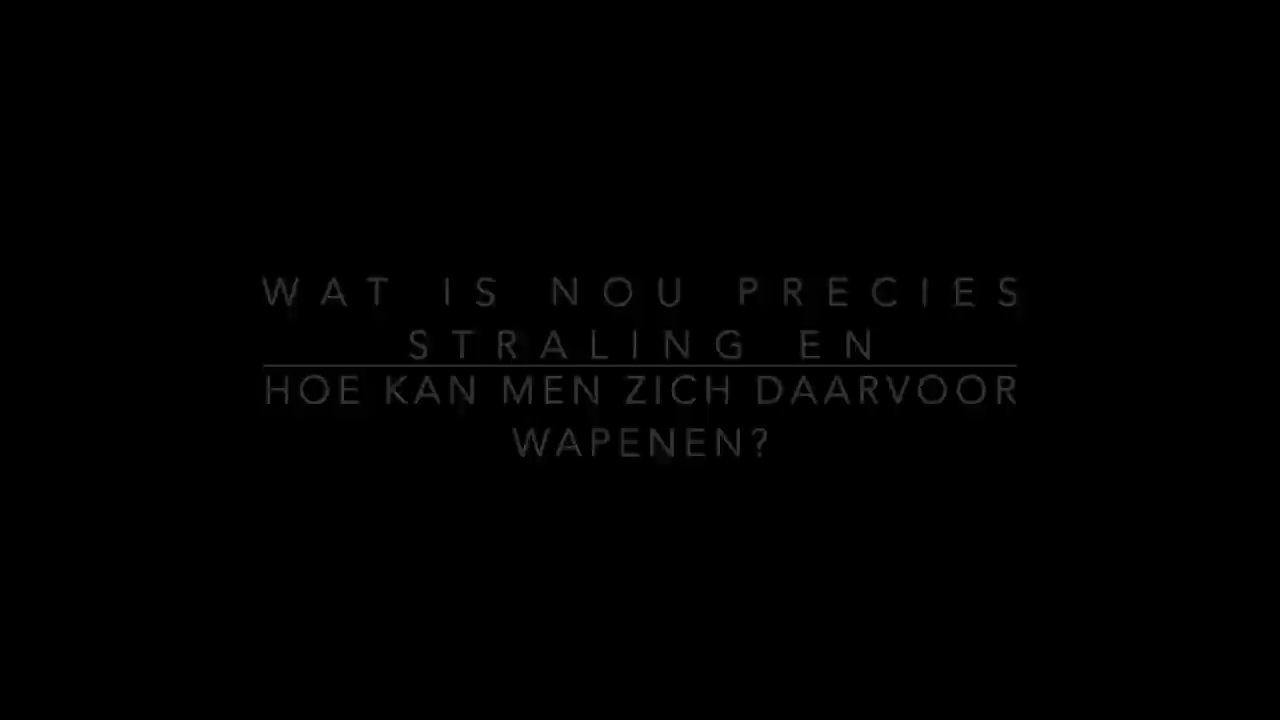 WAT IS NOU PRECIES
STRALING EN
HOE KAN MEN ZICH DAARVOOR
WAPENEN?